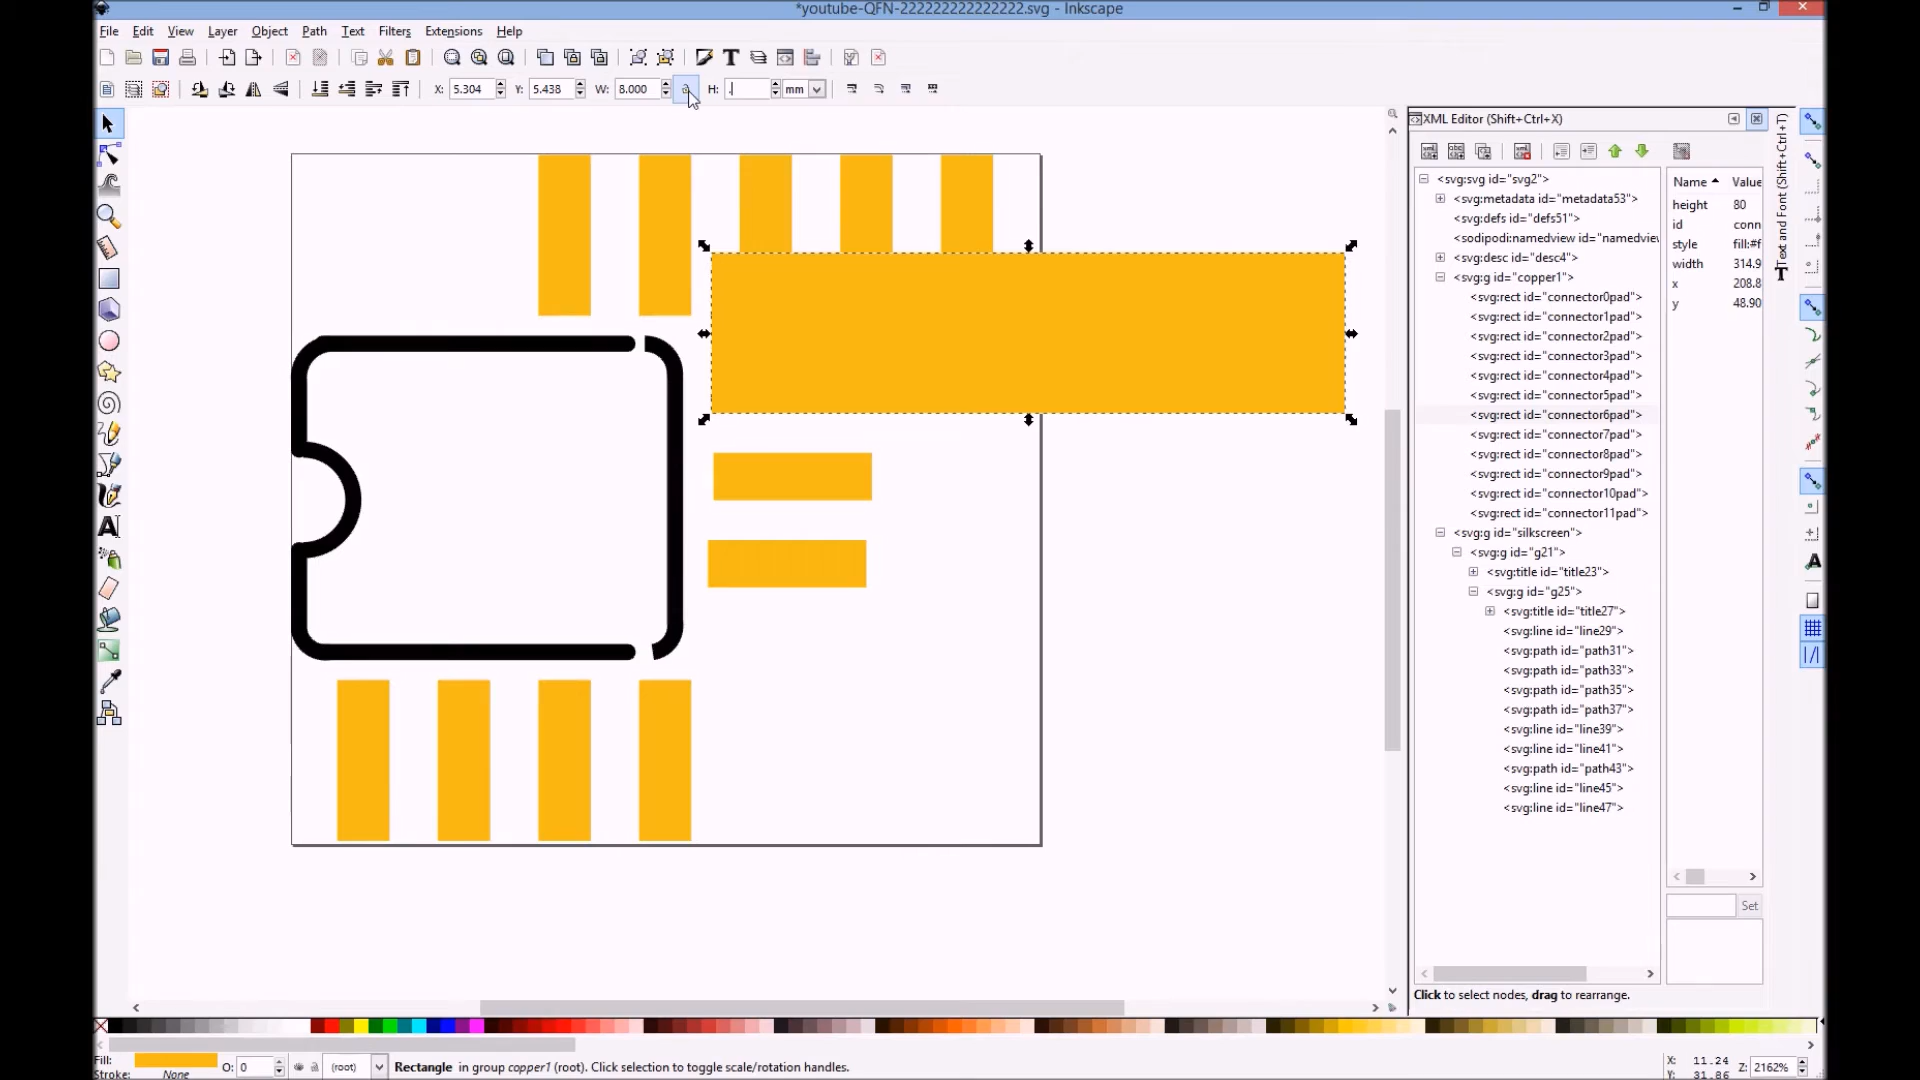 *youtube-QFN-222222222222222.svg - Inkscape
File Edit View Layer Object Path Text Filters Extensions Help
X: 5.304 Y: 5.438 W: 8.000 H: . mm
XML Editor (Shift+Ctrl+X)
Text and Font (Shift+Ctrl+T)
<svg:svg id="svg2">
<svg:metadata id="metadata53">
<svg:defs id="defs51">
<sodipodi:namedview id="namedview
<svg:desc id="desc4">
<svg:g id="copper1">
<svg:rect id="connector0pad">
<svg:rect id="connector1pad">
<svg:rect id="connector2pad">
<svg:rect id="connector3pad">
<svg:rect id="connector4pad">
<svg:rect id="connector5pad">
<svg:rect id="connector6pad">
<svg:rect id="connector7pad">
<svg:rect id="connector8pad">
<svg:rect id="connector9pad">
<svg:rect id="connector10pad">
<svg:rect id="connector11pad">
<svg:g id="silkscreen">
<svg:g id="g21">
<svg:title id="title23">
<svg:g id="g25">
<svg:title id="title27">
<svg:line id="line29">
<svg:path id="path31">
<svg:path id="path33">
<svg:path id="path35">
<svg:path id="path37">
<svg:line id="line39">
<svg:line id="line41">
<svg:path id="path43">
<svg:line id="line45">
<svg:line id="line47">
Name Value
height 80
id conn
style fill:#f
width 314.9
x 208.8
y 48.90
Set
Click to select nodes, drag to rearrange.
Fill:
Stroke: None
O: 0 (root) Rectangle in group copper1 (root). Click selection to toggle scale/rotation handles.
X: 11.24
Y: 31.86
Z: 2162%